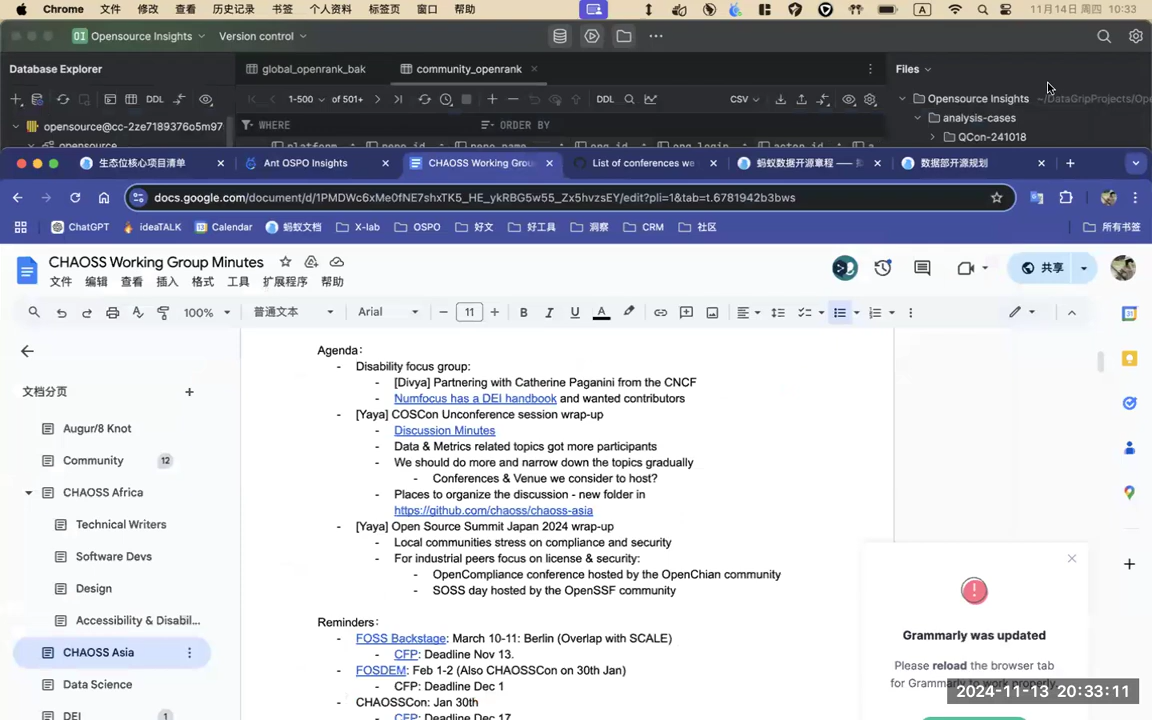 Chrome 文件 修改 查看 历史记录 书签 个人资料 标签页 窗口 帮助 A 11月14日 周四 10:33
OI Opensource Insights Version control
Database Explorer global_openrank_bak community_openrank Files
DDL 1-500 of 501+ DDL CSV Opensource Insights ~/DataGripProjects/Ope
opensource@cc-2ze7189376o5m97 WHERE ORDER BY analysis-cases
opensource QCon-241018
生态位核心项目清单 Ant OSPO Insights CHAOSS Working Grou List of conferences we 蚂蚁数据开源章程 —— 数据部开源规划
docs.google.com/document/d/1PMDWc6xMe0fNE7shxTK5_HE_ykRBG5w55_Zx5hvzsEY/edit?pli=1&tab=t.6781942b3bws
ChatGPT ideaTALK Calendar 蚂蚁文档 X-lab OSPO 好文 好工具 洞察 CRM 社区 所有书签
CHAOSS Working Group Minutes
文件 编辑 查看 插入 格式 工具 扩展程序 帮助 共享
100% 普通文本 Arial 11 B I U A
文档分页
Augur/8 Knot
Community 12
CHAOSS Africa
Technical Writers
Software Devs
Design
Accessibility & Disabil...
CHAOSS Asia
Data Science
DEI 1
Agenda:
- Disability focus group:
- [Divya] Partnering with Catherine Paganini from the CNCF
- Numfocus has a DEI handbook and wanted contributors
- [Yaya] COSCon Unconference session wrap-up
- Discussion Minutes
- Data & Metrics related topics got more participants
- We should do more and narrow down the topics gradually
- Conferences & Venue we consider to host?
- Places to organize the discussion - new folder in
https://github.com/chaoss/chaoss-asia
- [Yaya] Open Source Summit Japan 2024 wrap-up
- Local communities stress on compliance and security
- For industrial peers focus on license & security:
- OpenCompliance conference hosted by the OpenChian community
- SOSS day hosted by the OpenSSF community
Reminders:
- FOSS Backstage: March 10-11: Berlin (Overlap with SCALE)
- CFP: Deadline Nov 13.
- FOSDEM: Feb 1-2 (Also CHAOSSCon on 30th Jan)
- CFP: Deadline Dec 1
- CHAOSSCon: Jan 30th
- CFP: Deadline Dec 17
Grammarly was updated
Please reload the browser tab
for Grammarly to work properly.
2024-11-13 20:33:11